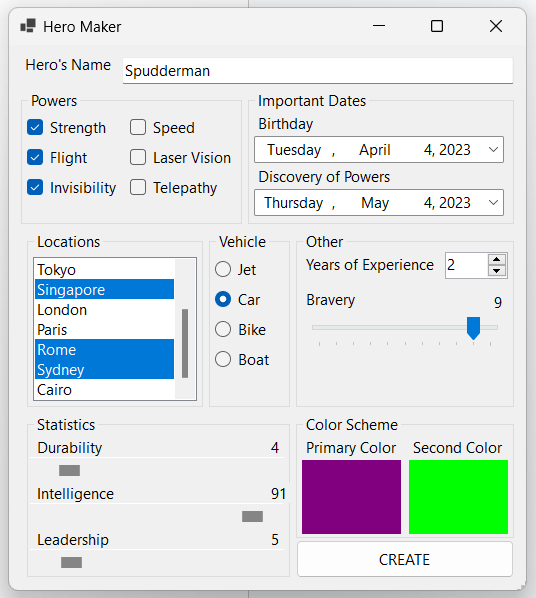 Hero Maker
Hero's Name
Spudderman
Powers
Strength
Speed
Flight
Laser Vision
Invisibility
Telepathy
Important Dates
Birthday
Tuesday , April 4, 2023
Discovery of Powers
Thursday , May 4, 2023
Locations
Tokyo
Singapore
London
Paris
Rome
Sydney
Cairo
Vehicle
Jet
Car
Bike
Boat
Other
Years of Experience 2
Bravery 9
Statistics
Durability 4
Intelligence 91
Leadership 5
Color Scheme
Primary Color
Second Color
CREATE